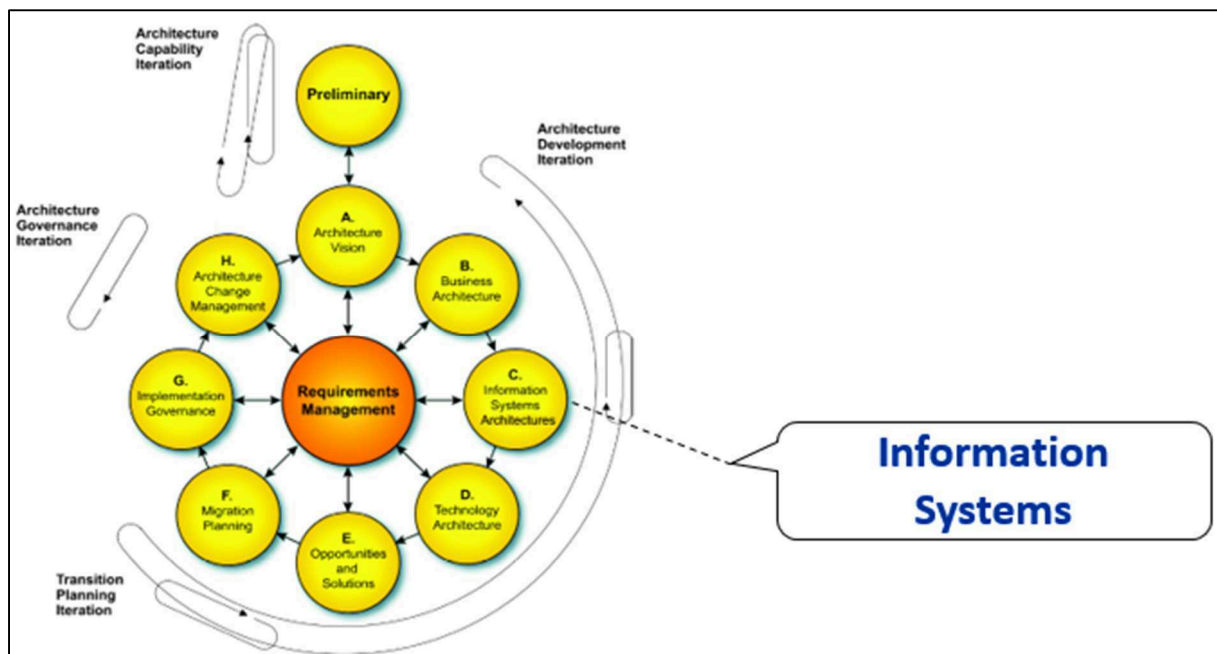 Architecture
Capability
Iteration
Preliminary
Architecture
Development
Iteration
Architecture
Governance
Iteration
A.
Architecture
Vision
H.
Architecture
Change
Management
B.
Business
Architecture
G.
Implementation
Governance
Requirements
Management
C.
Information
Systems
Architectures
Information
Systems
F.
Migration
Planning
D.
Technology
Architecture
E.
Opportunities
and
Solutions
Transition
Planning
Iteration